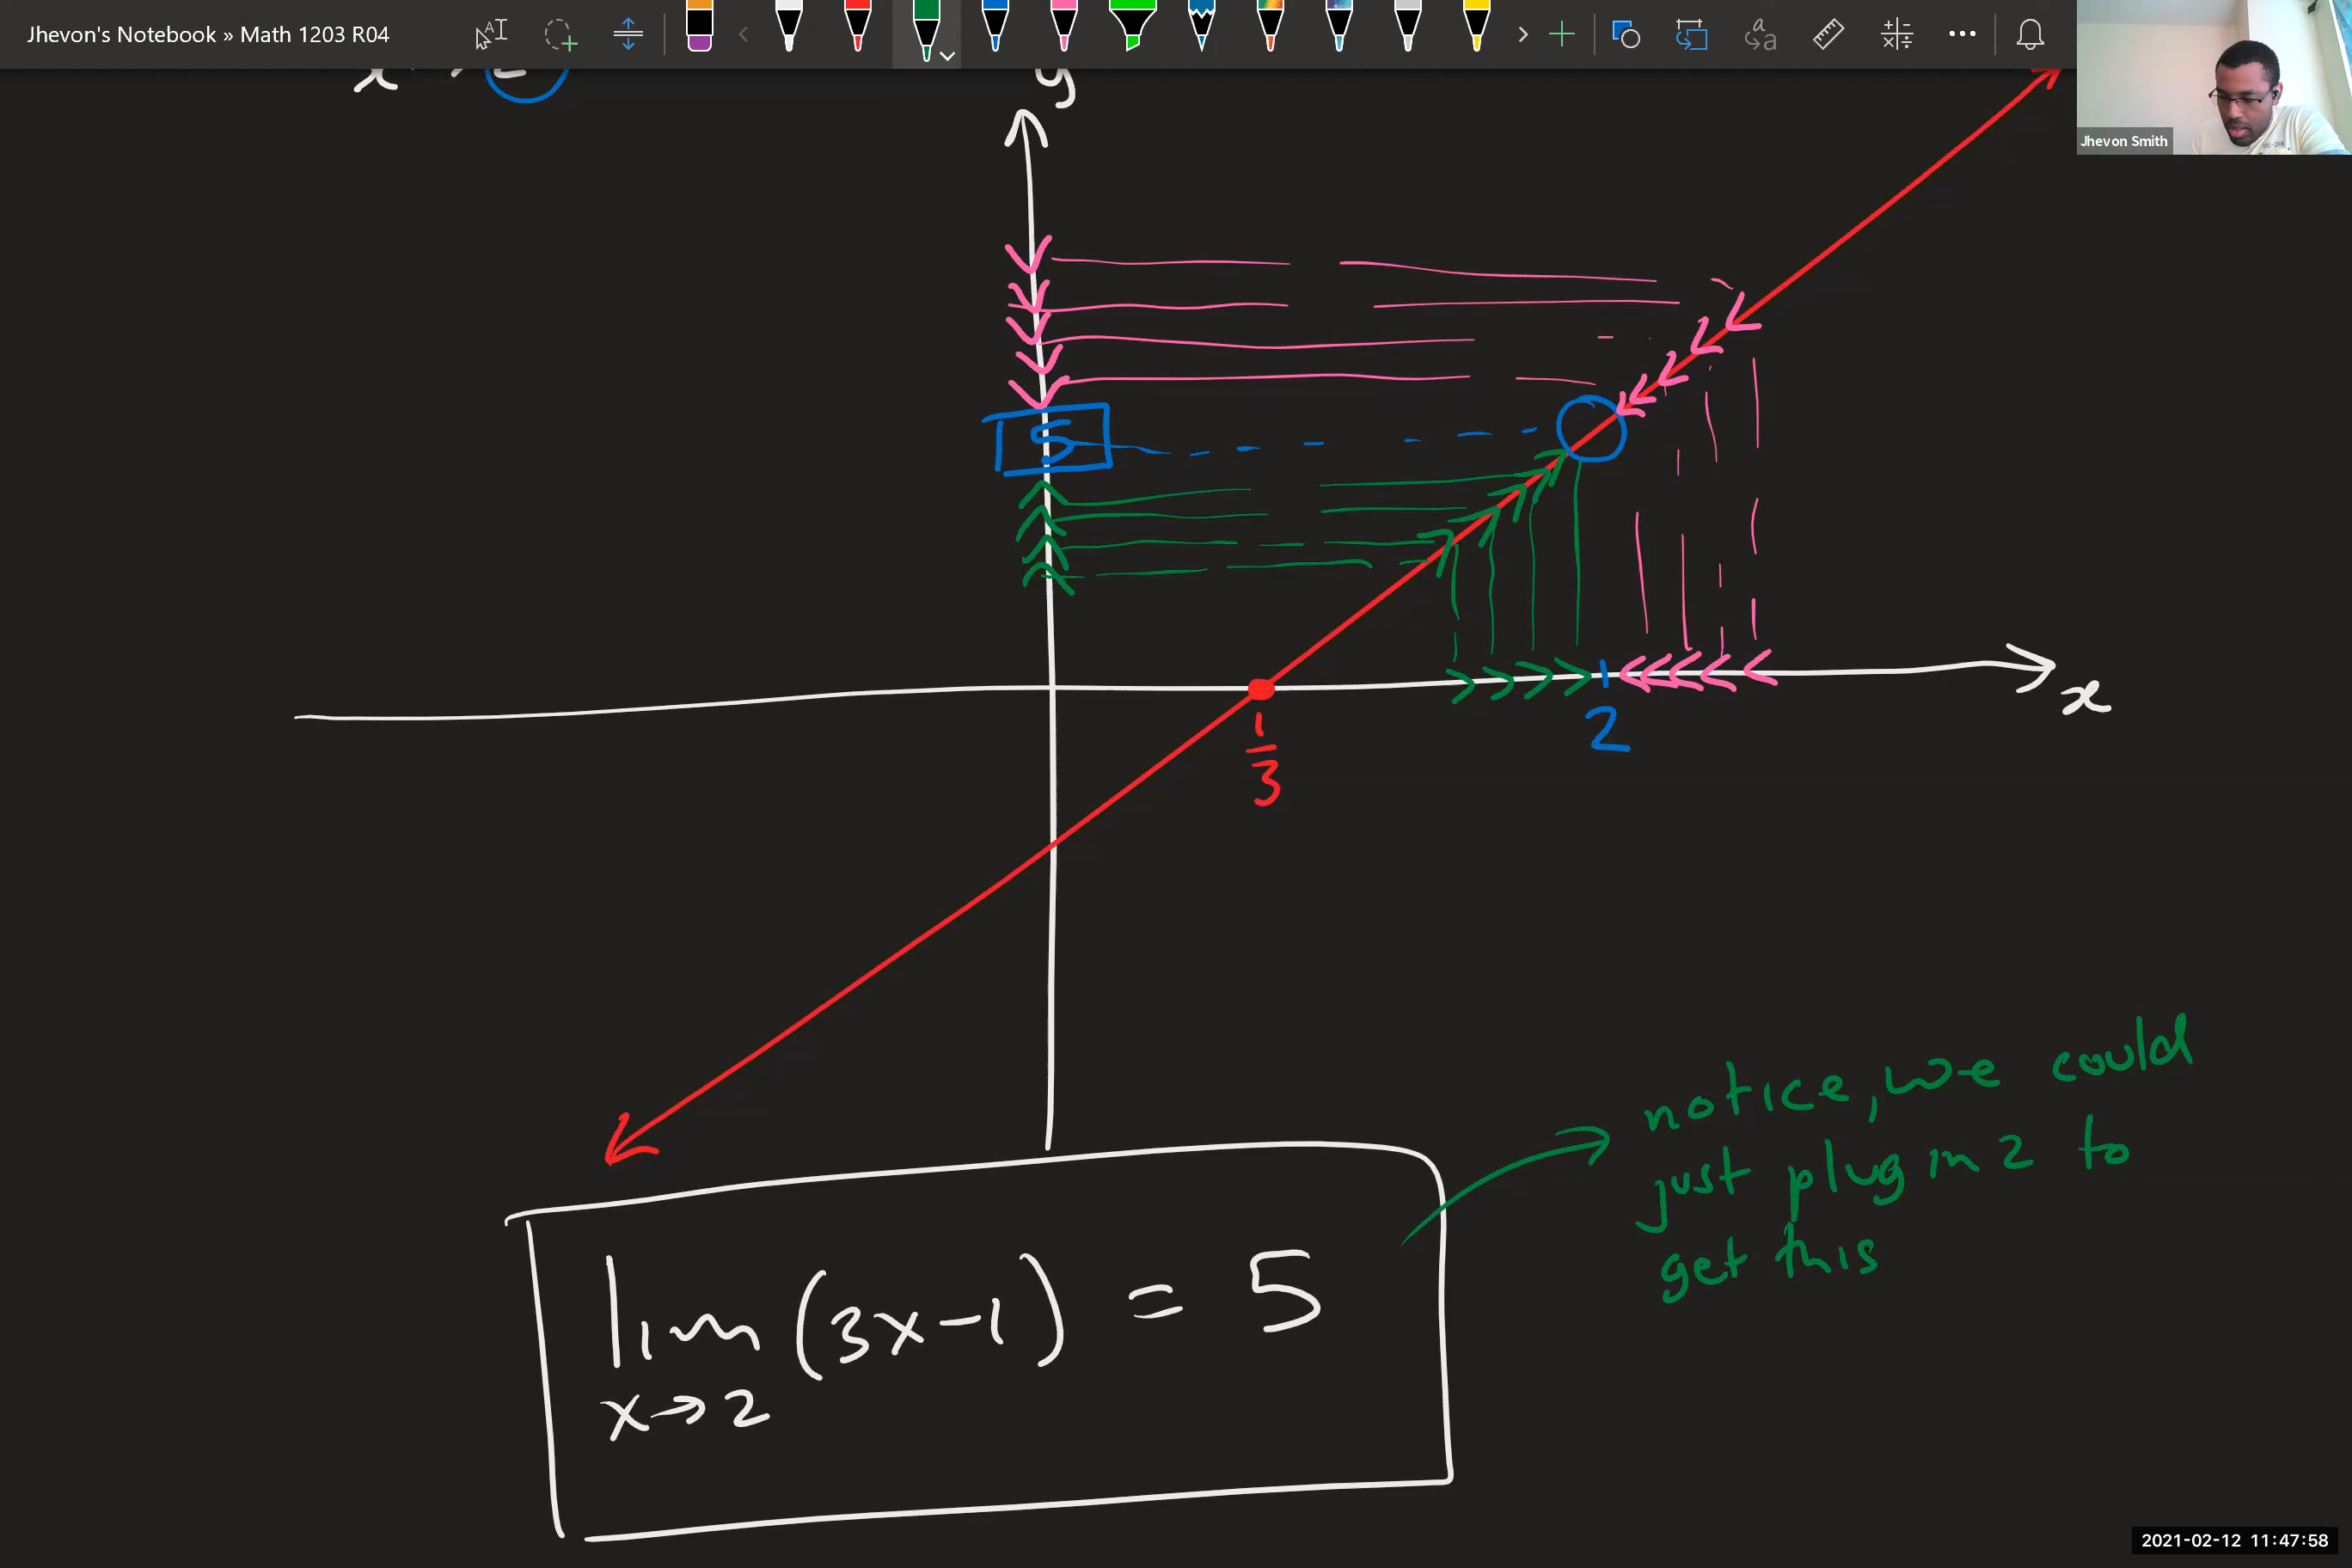 Jhevon's Notebook » Math 1203 R04
Jhevon Smith
y
5
x
2
1/3
notice, we could
just plug in 2 to
get this
lim (3x-1) = 5
x→2
2021-02-12 11:47:58